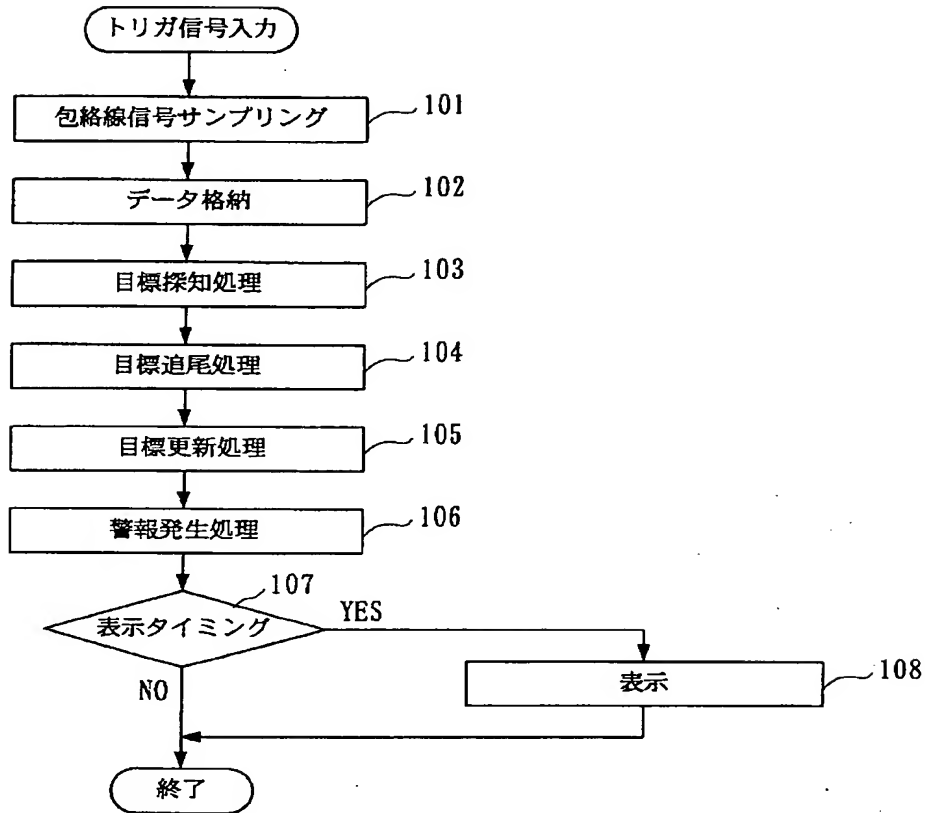 トリガ信号入力
包絡線信号サンプリング
101
データ格納
102
目標探知処理
103
目標追尾処理
104
目標更新処理
105
警報発生処理
106
107
表示タイミング
YES
NO
表示
108
終了